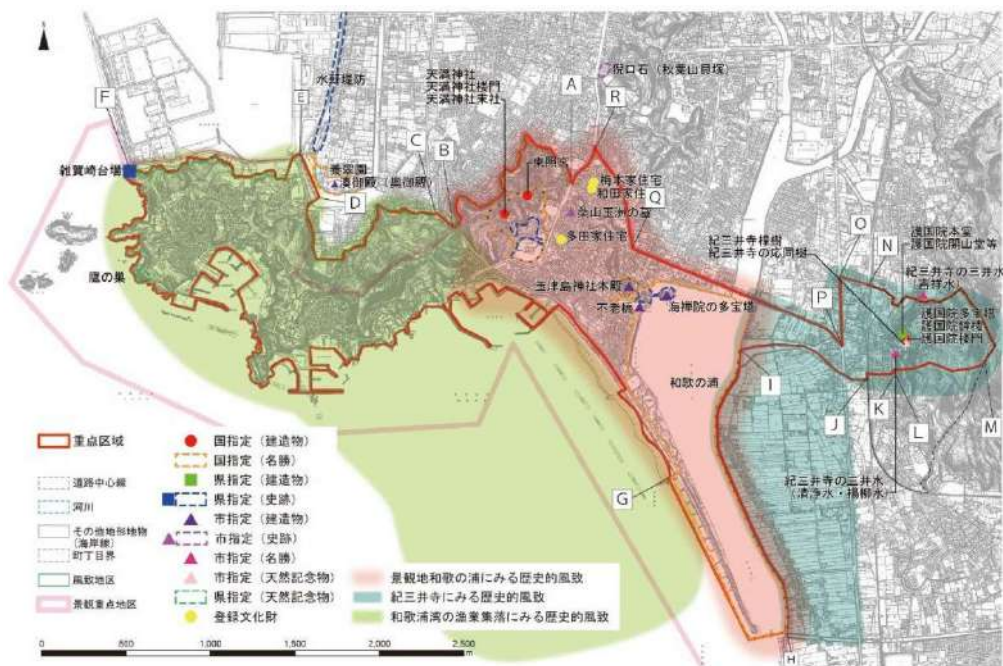 A
R
F
E
C
B
D
Q
O
N
P
I
J
K
L
M
G
H
水軒堤防
天満神社
天満神社楼門
天満神社末社
東照宮
雑賀崎台場
養翠園
湊御殿(奥御殿)
梅本家住宅
和田家住
桑山玉洲の墓
多田家住宅
鷹の巣
玉津島神社本殿
不老橋
海禅院の多宝塔
和歌の浦
紀三井寺樟樹
紀三井寺の応同樹
護国院本堂
護国院開山堂等
紀三井寺の三井水
(吉祥水)
護国院多宝塔
護国院鐘楼
護国院楼門
紀三井寺の三井水
(清浄水・楊柳水)
重点区域
道路中心線
河川
その他地形地物
(海岸線)
町丁目界
風致地区
景観重点地区
国指定(建造物)
国指定(名勝)
県指定(建造物)
県指定(史跡)
市指定(建造物)
市指定(史跡)
市指定(名勝)
市指定(天然記念物)
県指定(天然記念物)
登録文化財
景観地和歌の浦にみる歴史的風致
紀三井寺にみる歴史的風致
和歌浦湾の漁業集落にみる歴史的風致
0 500 1,000 1,500 2,000 2,500
m